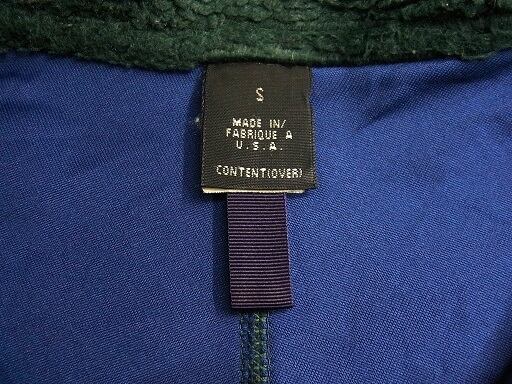 S
MADE IN/
FABRIQUE A
U.S.A.
CONTENT(OVER)